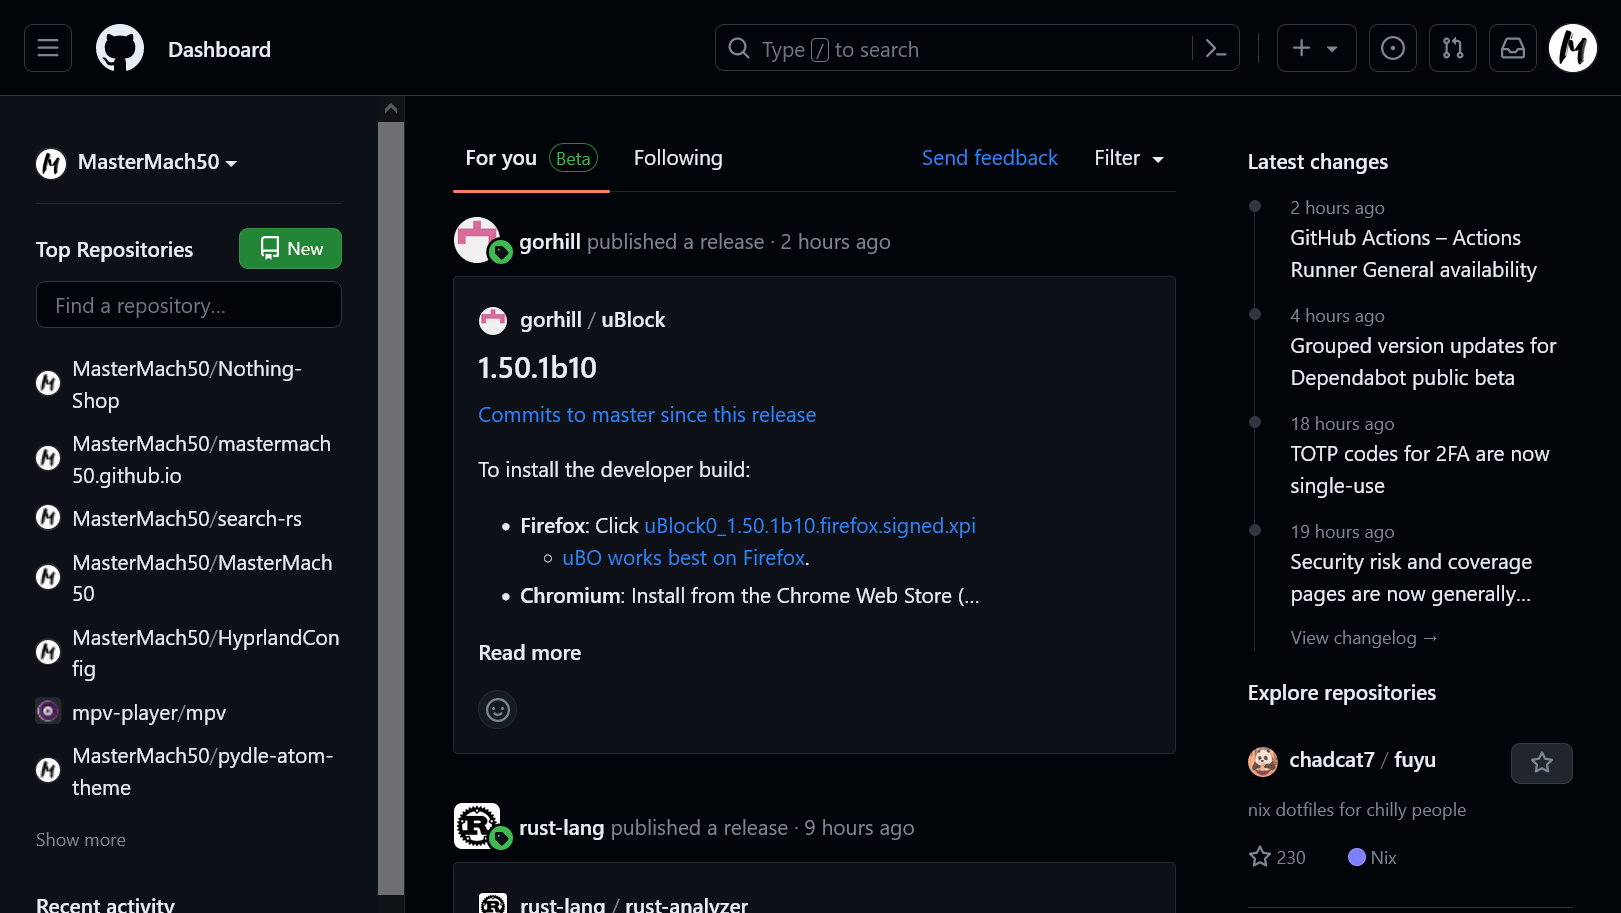 Dashboard
Type / to search
MasterMach50
Top Repositories
New
Find a repository...
MasterMach50/Nothing-
Shop
MasterMach50/mastermach
50.github.io
MasterMach50/search-rs
MasterMach50/MasterMach
50
MasterMach50/HyprlandCon
fig
mpv-player/mpv
MasterMach50/pydle-atom-
theme
Show more
Recent activity
For you Beta
Following
Send feedback
Filter
gorhill published a release · 2 hours ago
gorhill / uBlock
1.50.1b10
Commits to master since this release
To install the developer build:
• Firefox: Click uBlock0_1.50.1b10.firefox.signed.xpi
◦ uBO works best on Firefox.
• Chromium: Install from the Chrome Web Store (...
Read more
rust-lang published a release · 9 hours ago
rust-lang / rust-analyzer
Latest changes
2 hours ago
GitHub Actions – Actions
Runner General availability
4 hours ago
Grouped version updates for
Dependabot public beta
18 hours ago
TOTP codes for 2FA are now
single-use
19 hours ago
Security risk and coverage
pages are now generally...
View changelog →
Explore repositories
chadcat7 / fuyu
nix dotfiles for chilly people
230
Nix